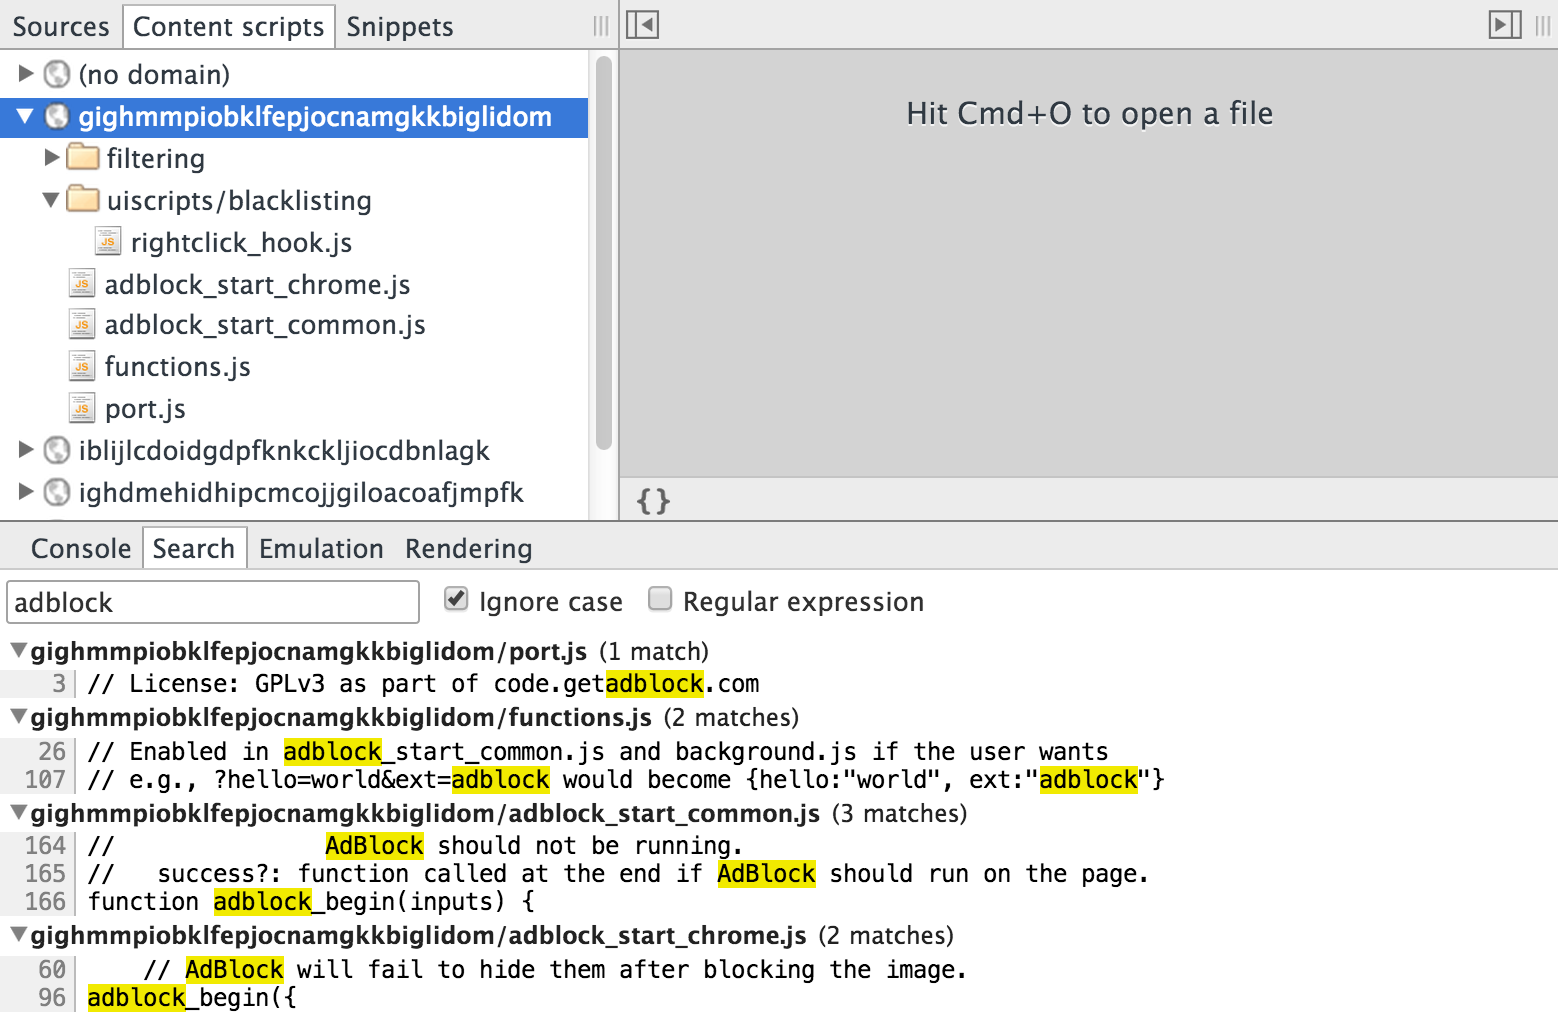 Sources Content scripts Snippets
(no domain)
gighmmpiobklfepjocnamgkkbiglidom
filtering
uiscripts/blacklisting
rightclick_hook.js
adblock_start_chrome.js
adblock_start_common.js
functions.js
port.js
iblijlcdoidgdpfknkckljiocdbnlagk
ighdmehidhipcmcojjgiloacoafjmpfk
Hit Cmd+O to open a file
{}
Console Search Emulation Rendering
adblock Ignore case Regular expression
gighmmpiobklfepjocnamgkkbiglidom/port.js (1 match)
3 // License: GPLv3 as part of code.getadblock.com
gighmmpiobklfepjocnamgkkbiglidom/functions.js (2 matches)
26 // Enabled in adblock_start_common.js and background.js if the user wants
107 // e.g., ?hello=world&ext=adblock would become {hello:"world", ext:"adblock"}
gighmmpiobklfepjocnamgkkbiglidom/adblock_start_common.js (3 matches)
164 // AdBlock should not be running.
165 // success?: function called at the end if AdBlock should run on the page.
166 function adblock_begin(inputs) {
gighmmpiobklfepjocnamgkkbiglidom/adblock_start_chrome.js (2 matches)
60 // AdBlock will fail to hide them after blocking the image.
96 adblock_begin({